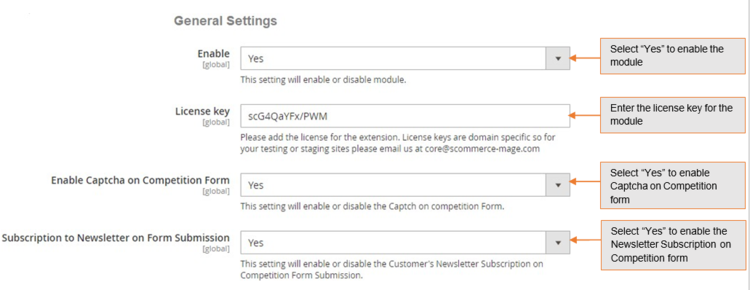 General Settings
Enable
[global]
Yes
This setting will enable or disable module.
Select “Yes” to enable the
module
License key
[global]
scG4QaYFx/PWM
Please add the license for the extension. License keys are domain specific so for
your testing or staging sites please email us at core@scommerce-mage.com
Enter the license key for the
module
Enable Captcha on Competition Form
[global]
Yes
This setting will enable or disable the Captch on competition Form.
Select “Yes” to enable
Captcha on Competition
form
Subscription to Newsletter on Form Submission
[global]
Yes
This setting will enable or disable the Customer's Newsletter Subscription on
Competition Form Submission.
Select “Yes” to enable the
Newsletter Subscription on
Competition form